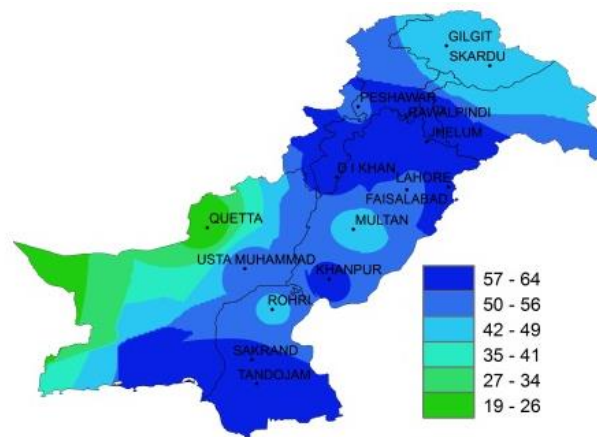 GILGIT
SKARDU
PESHAWAR
RAWALPINDI
JHELUM
D I KHAN
LAHORE
FAISALABAD
QUETTA
MULTAN
USTA MUHAMMAD
KHANPUR
ROHRI
SAKRAND
TANDOJAM
57 - 64
50 - 56
42 - 49
35 - 41
27 - 34
19 - 26